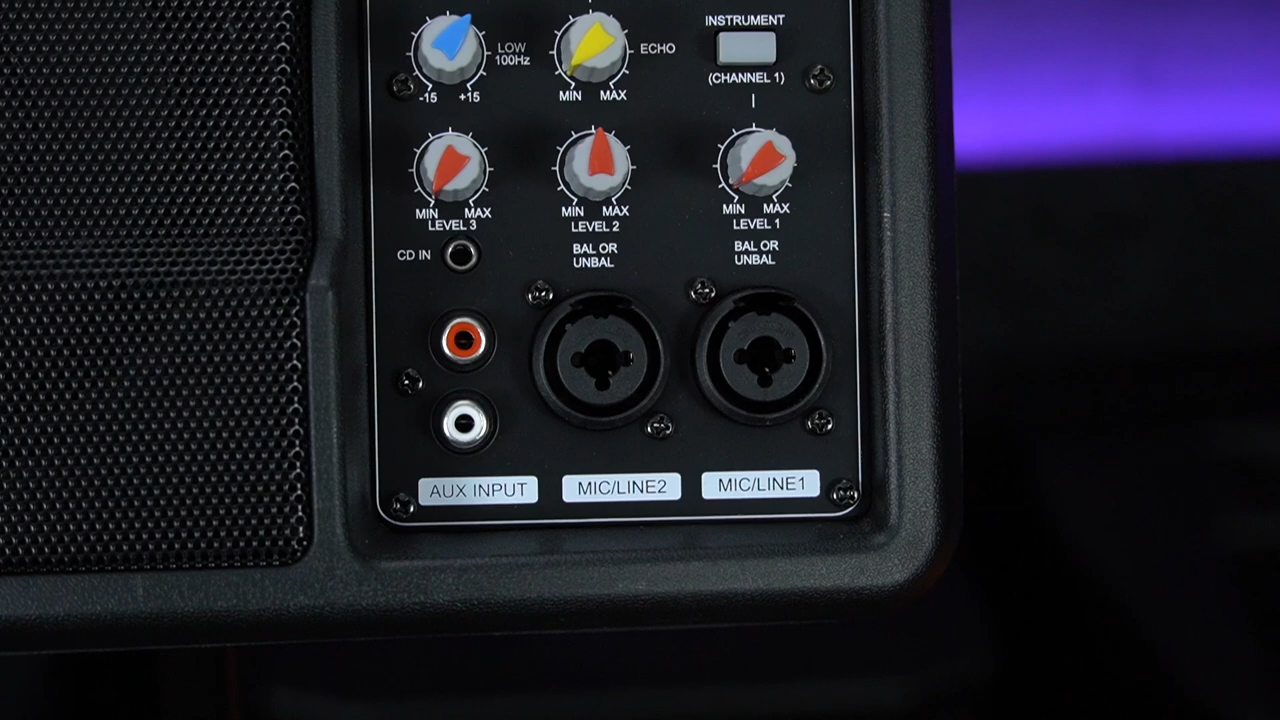 LOW
100Hz
-15 +15
ECHO
MIN MAX
INSTRUMENT
(CHANNEL 1)
MIN MAX
LEVEL 3
MIN MAX
LEVEL 2
MIN MAX
LEVEL 1
CD IN
BAL OR
UNBAL
BAL OR
UNBAL
AUX INPUT
MIC/LINE2
MIC/LINE1